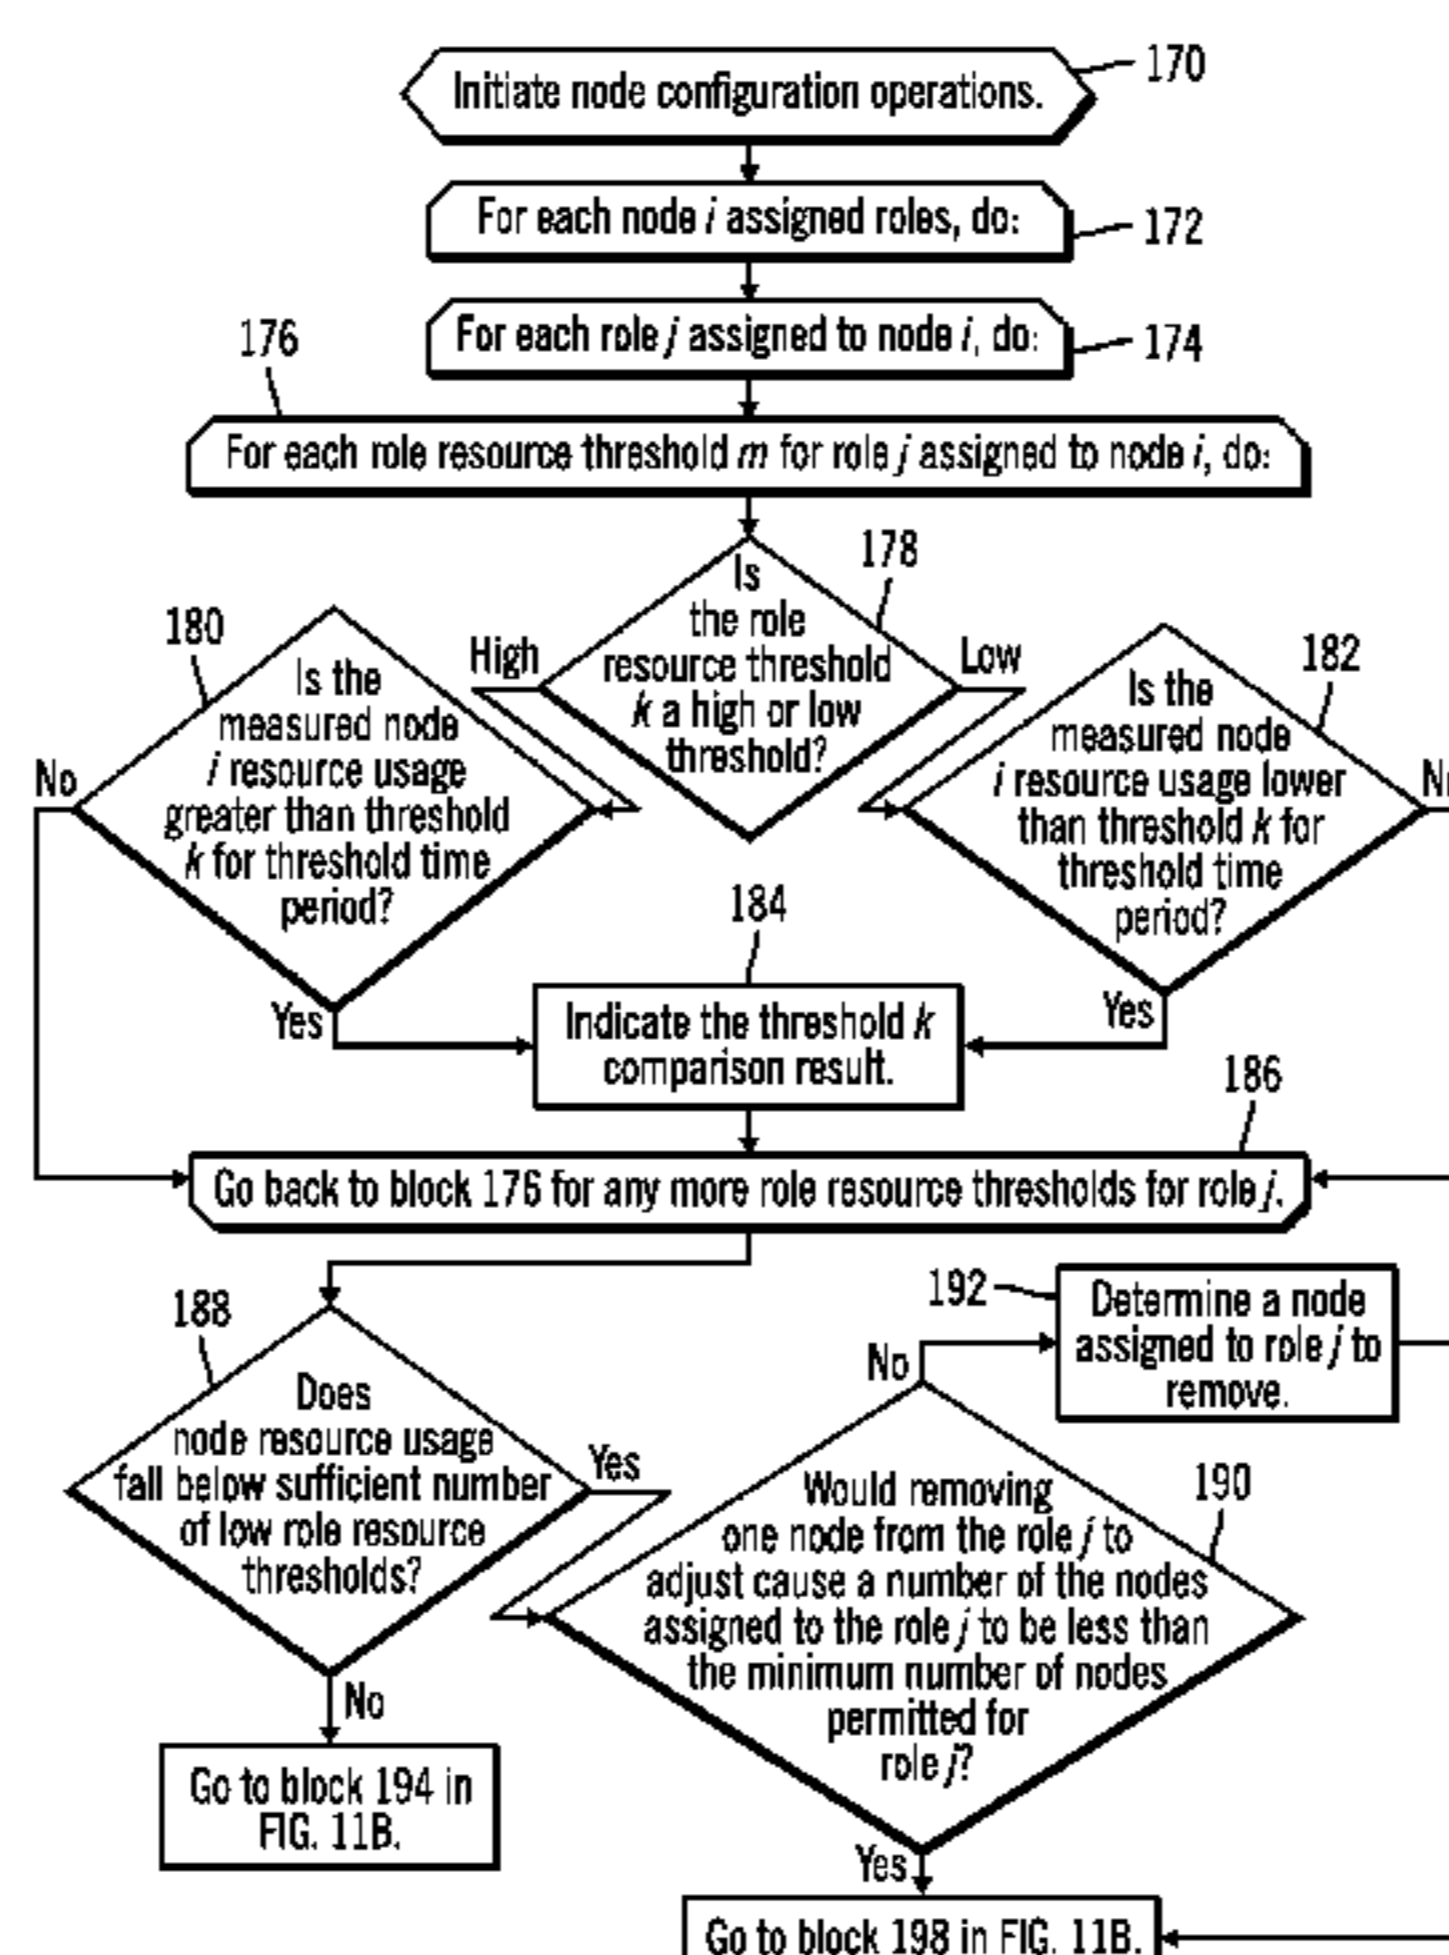 Initiate node configuration operations.
170
For each node i assigned roles, do:
172
For each role j assigned to node i, do:
174
176
For each role resource threshold m for role j assigned to node i, do:
178
Is
the role
resource threshold
k a high or low
threshold?
High
Low
180
Is the
measured node
i resource usage
greater than threshold
k for threshold time
period?
No
Yes
182
Is the
measured node
i resource usage lower
than threshold k for
threshold time
period?
Yes
184
Indicate the threshold k
comparison result.
186
Go back to block 176 for any more role resource thresholds for role j.
188
Does
node resource usage
fall below sufficient number
of low role resource
thresholds?
Yes
No
192
Determine a node
assigned to role j to
remove.
No
190
Would removing
one node from the role j to
adjust cause a number of the nodes
assigned to the role j to be less than
the minimum number of nodes
permitted for
role j?
Yes
Go to block 194 in
FIG. 11B.
Go to block 198 in FIG. 11B.